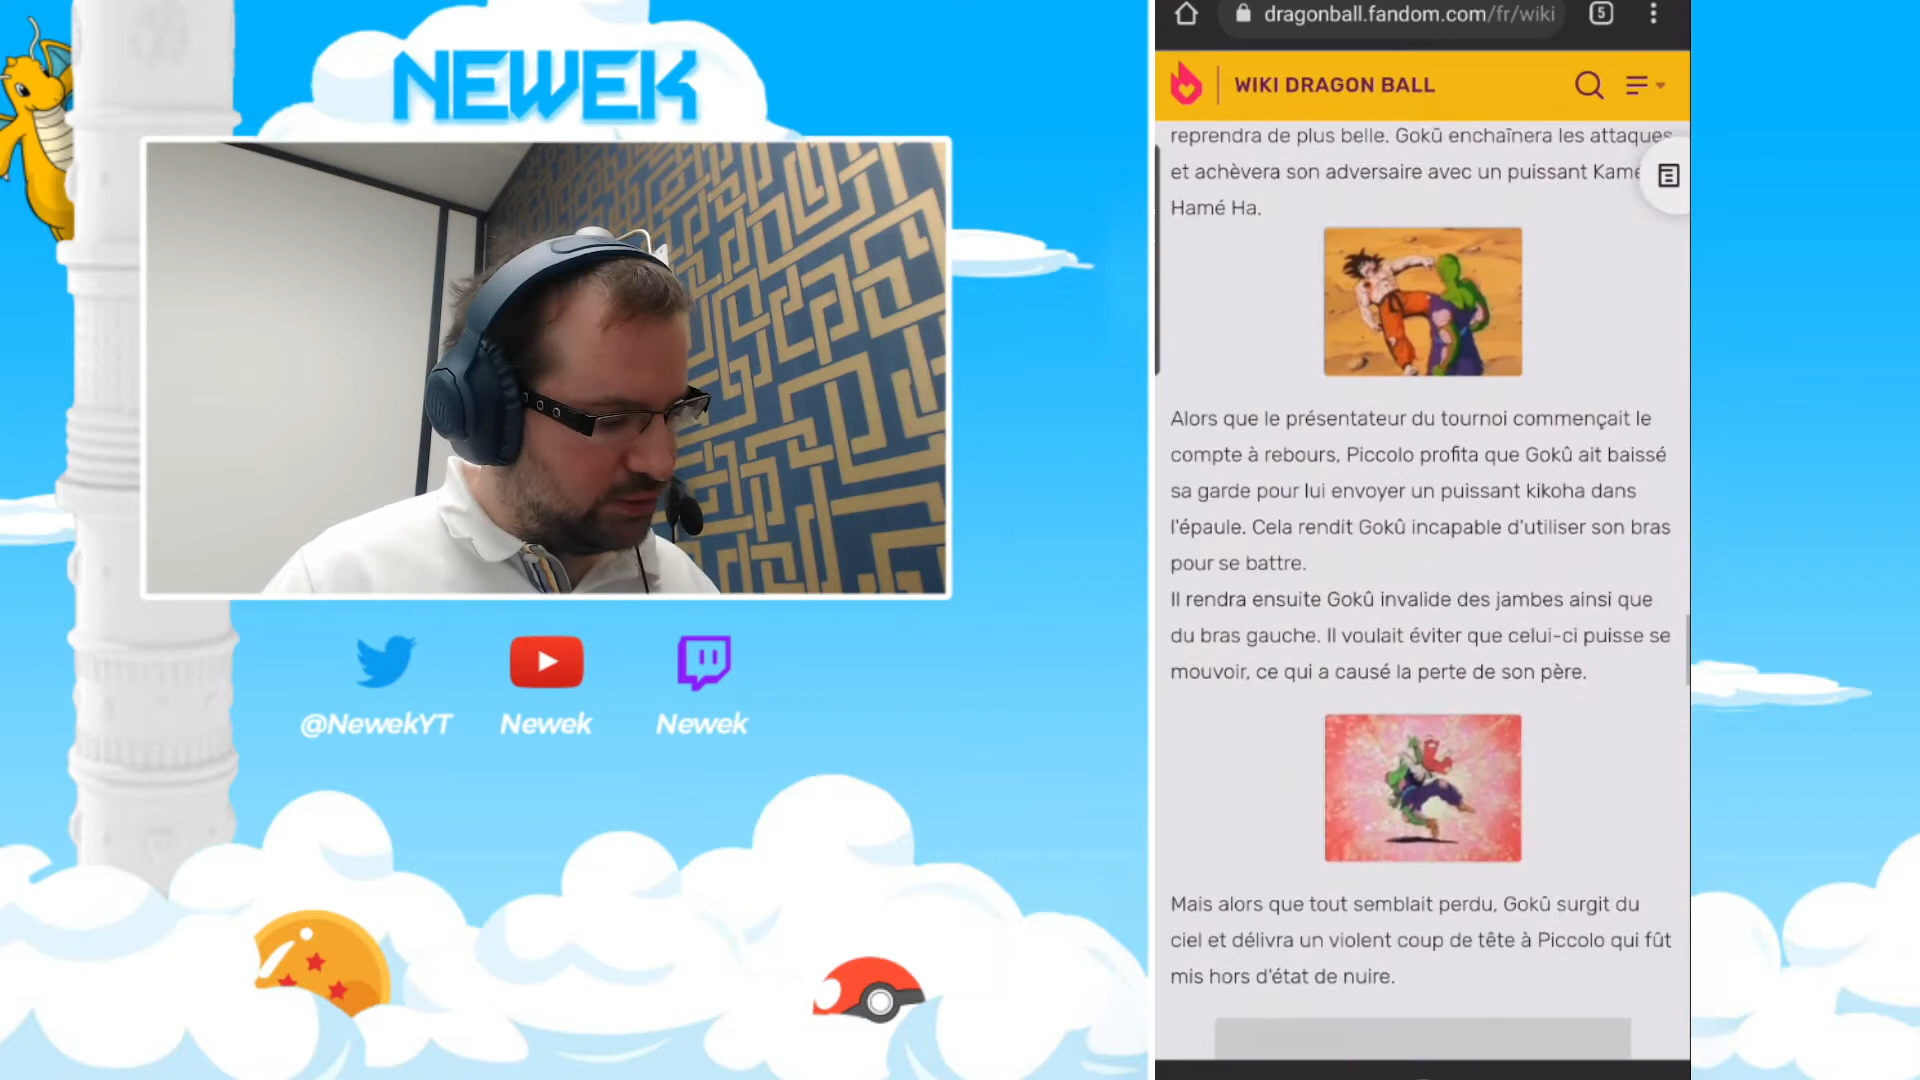 NEWEK
@NewekYT
Newek
Newek
dragonball.fandom.com/fr/wiki
5
WIKI DRAGON BALL
reprendra de plus belle. Gokû enchaînera les attaques
et achèvera son adversaire avec un puissant Kamé
Hamé Ha.
Alors que le présentateur du tournoi commençait le
compte à rebours, Piccolo profita que Gokû ait baissé
sa garde pour lui envoyer un puissant kikoha dans
l'épaule. Cela rendit Gokû incapable d'utiliser son bras
pour se battre.
Il rendra ensuite Gokû invalide des jambes ainsi que
du bras gauche. Il voulait éviter que celui-ci puisse se
mouvoir, ce qui a causé la perte de son père.
Mais alors que tout semblait perdu, Gokû surgit du
ciel et délivra un violent coup de tête à Piccolo qui fût
mis hors d'état de nuire.